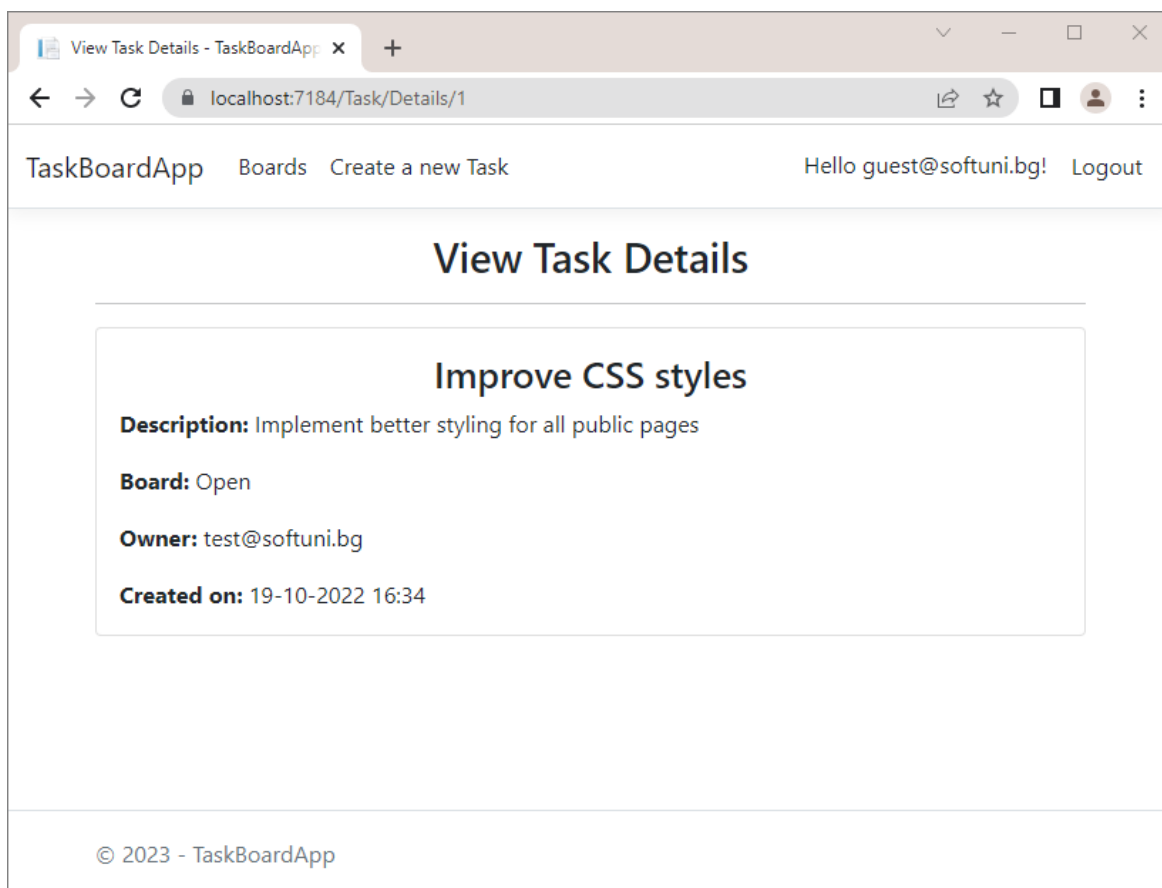 View Task Details - TaskBoardApp
localhost:7184/Task/Details/1
TaskBoardApp Boards Create a new Task Hello guest@softuni.bg! Logout
View Task Details
Improve CSS styles
Description: Implement better styling for all public pages
Board: Open
Owner: test@softuni.bg
Created on: 19-10-2022 16:34
© 2023 - TaskBoardApp